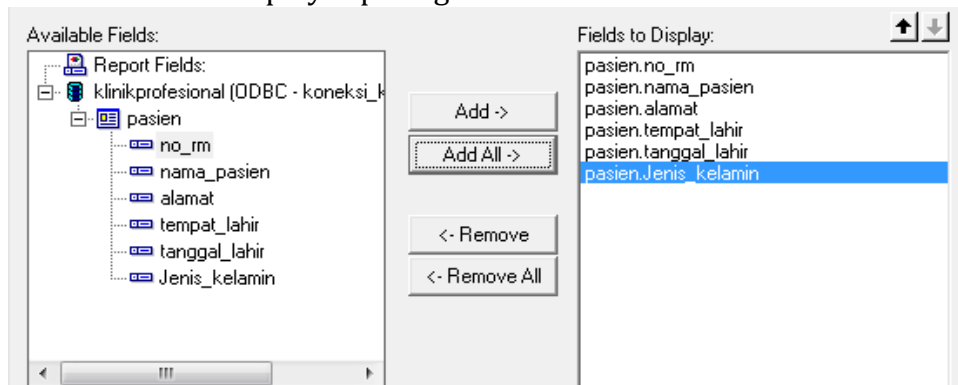 Available Fields:
Report Fields:
klinikprofesional (ODBC - koneksi_k
pasien
no_rm
nama_pasien
alamat
tempat_lahir
tanggal_lahir
Jenis_kelamin
Add ->
Add All ->
<- Remove
<- Remove All
Fields to Display:
pasien.no_rm
pasien.nama_pasien
pasien.alamat
pasien.tempat_lahir
pasien.tanggal_lahir
pasien.Jenis_kelamin